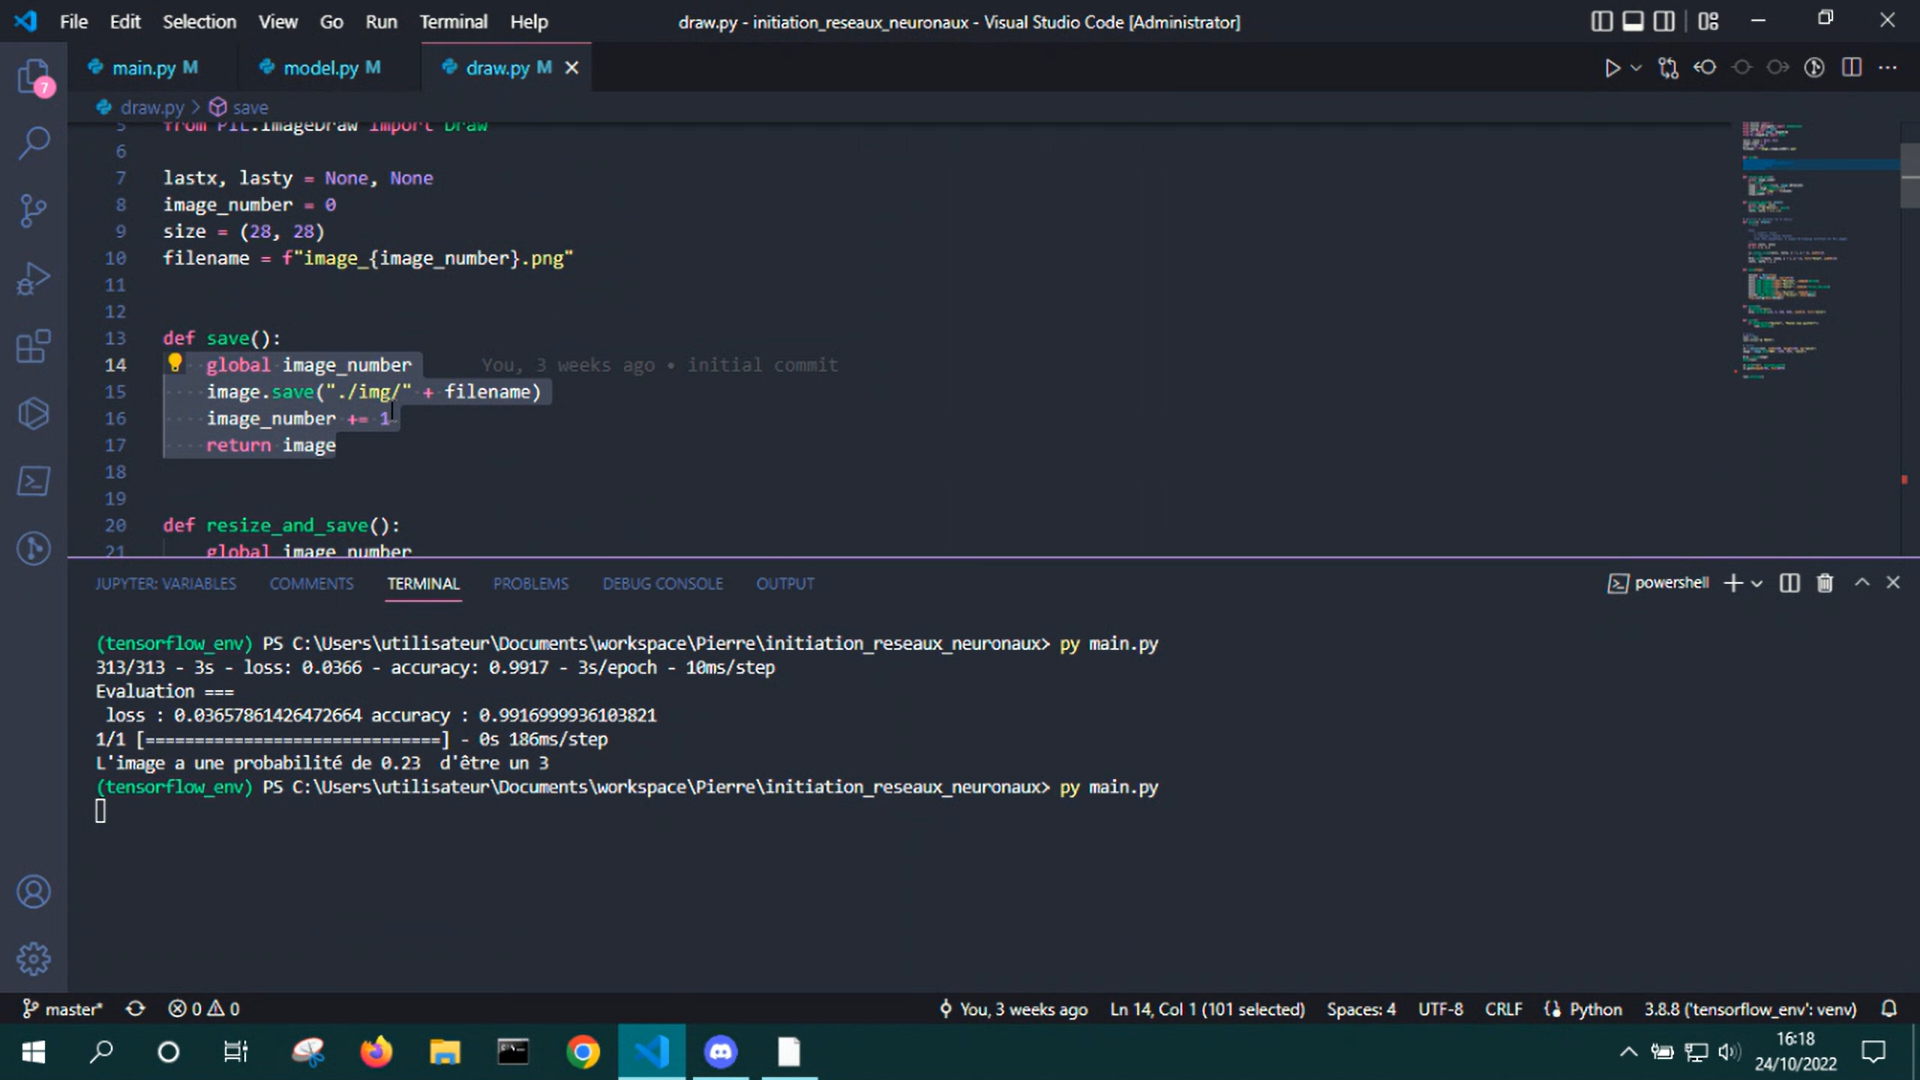 File Edit Selection View Go Run Terminal Help
draw.py - initiation_reseaux_neuronaux - Visual Studio Code [Administrator]
main.py M
model.py M
draw.py M
7
draw.py > save
5 from PIL.ImageDraw import Draw
6
7 lastx, lasty = None, None
8 image_number = 0
9 size = (28, 28)
10 filename = f"image_{image_number}.png"
11
12
13 def save():
14 global image_number You, 3 weeks ago • initial commit
15 image.save("./img/" + filename)
16 image_number += 1
17 return image
18
19
20 def resize_and_save():
21 global image_number
JUPYTER: VARIABLES COMMENTS TERMINAL PROBLEMS DEBUG CONSOLE OUTPUT
powershell
(tensorflow_env) PS C:\Users\utilisateur\Documents\workspace\Pierre\initiation_reseaux_neuronaux> py main.py
313/313 - 3s - loss: 0.0366 - accuracy: 0.9917 - 3s/epoch - 10ms/step
Evaluation ===
loss : 0.03657861426472664 accuracy : 0.9916999936103821
1/1 [==============================] - 0s 186ms/step
L'image a une probabilité de 0.23 d'être un 3
(tensorflow_env) PS C:\Users\utilisateur\Documents\workspace\Pierre\initiation_reseaux_neuronaux> py main.py
master* 0 0
You, 3 weeks ago Ln 14, Col 1 (101 selected) Spaces: 4 UTF-8 CRLF Python 3.8.8 ('tensorflow_env': venv)
16:18
24/10/2022